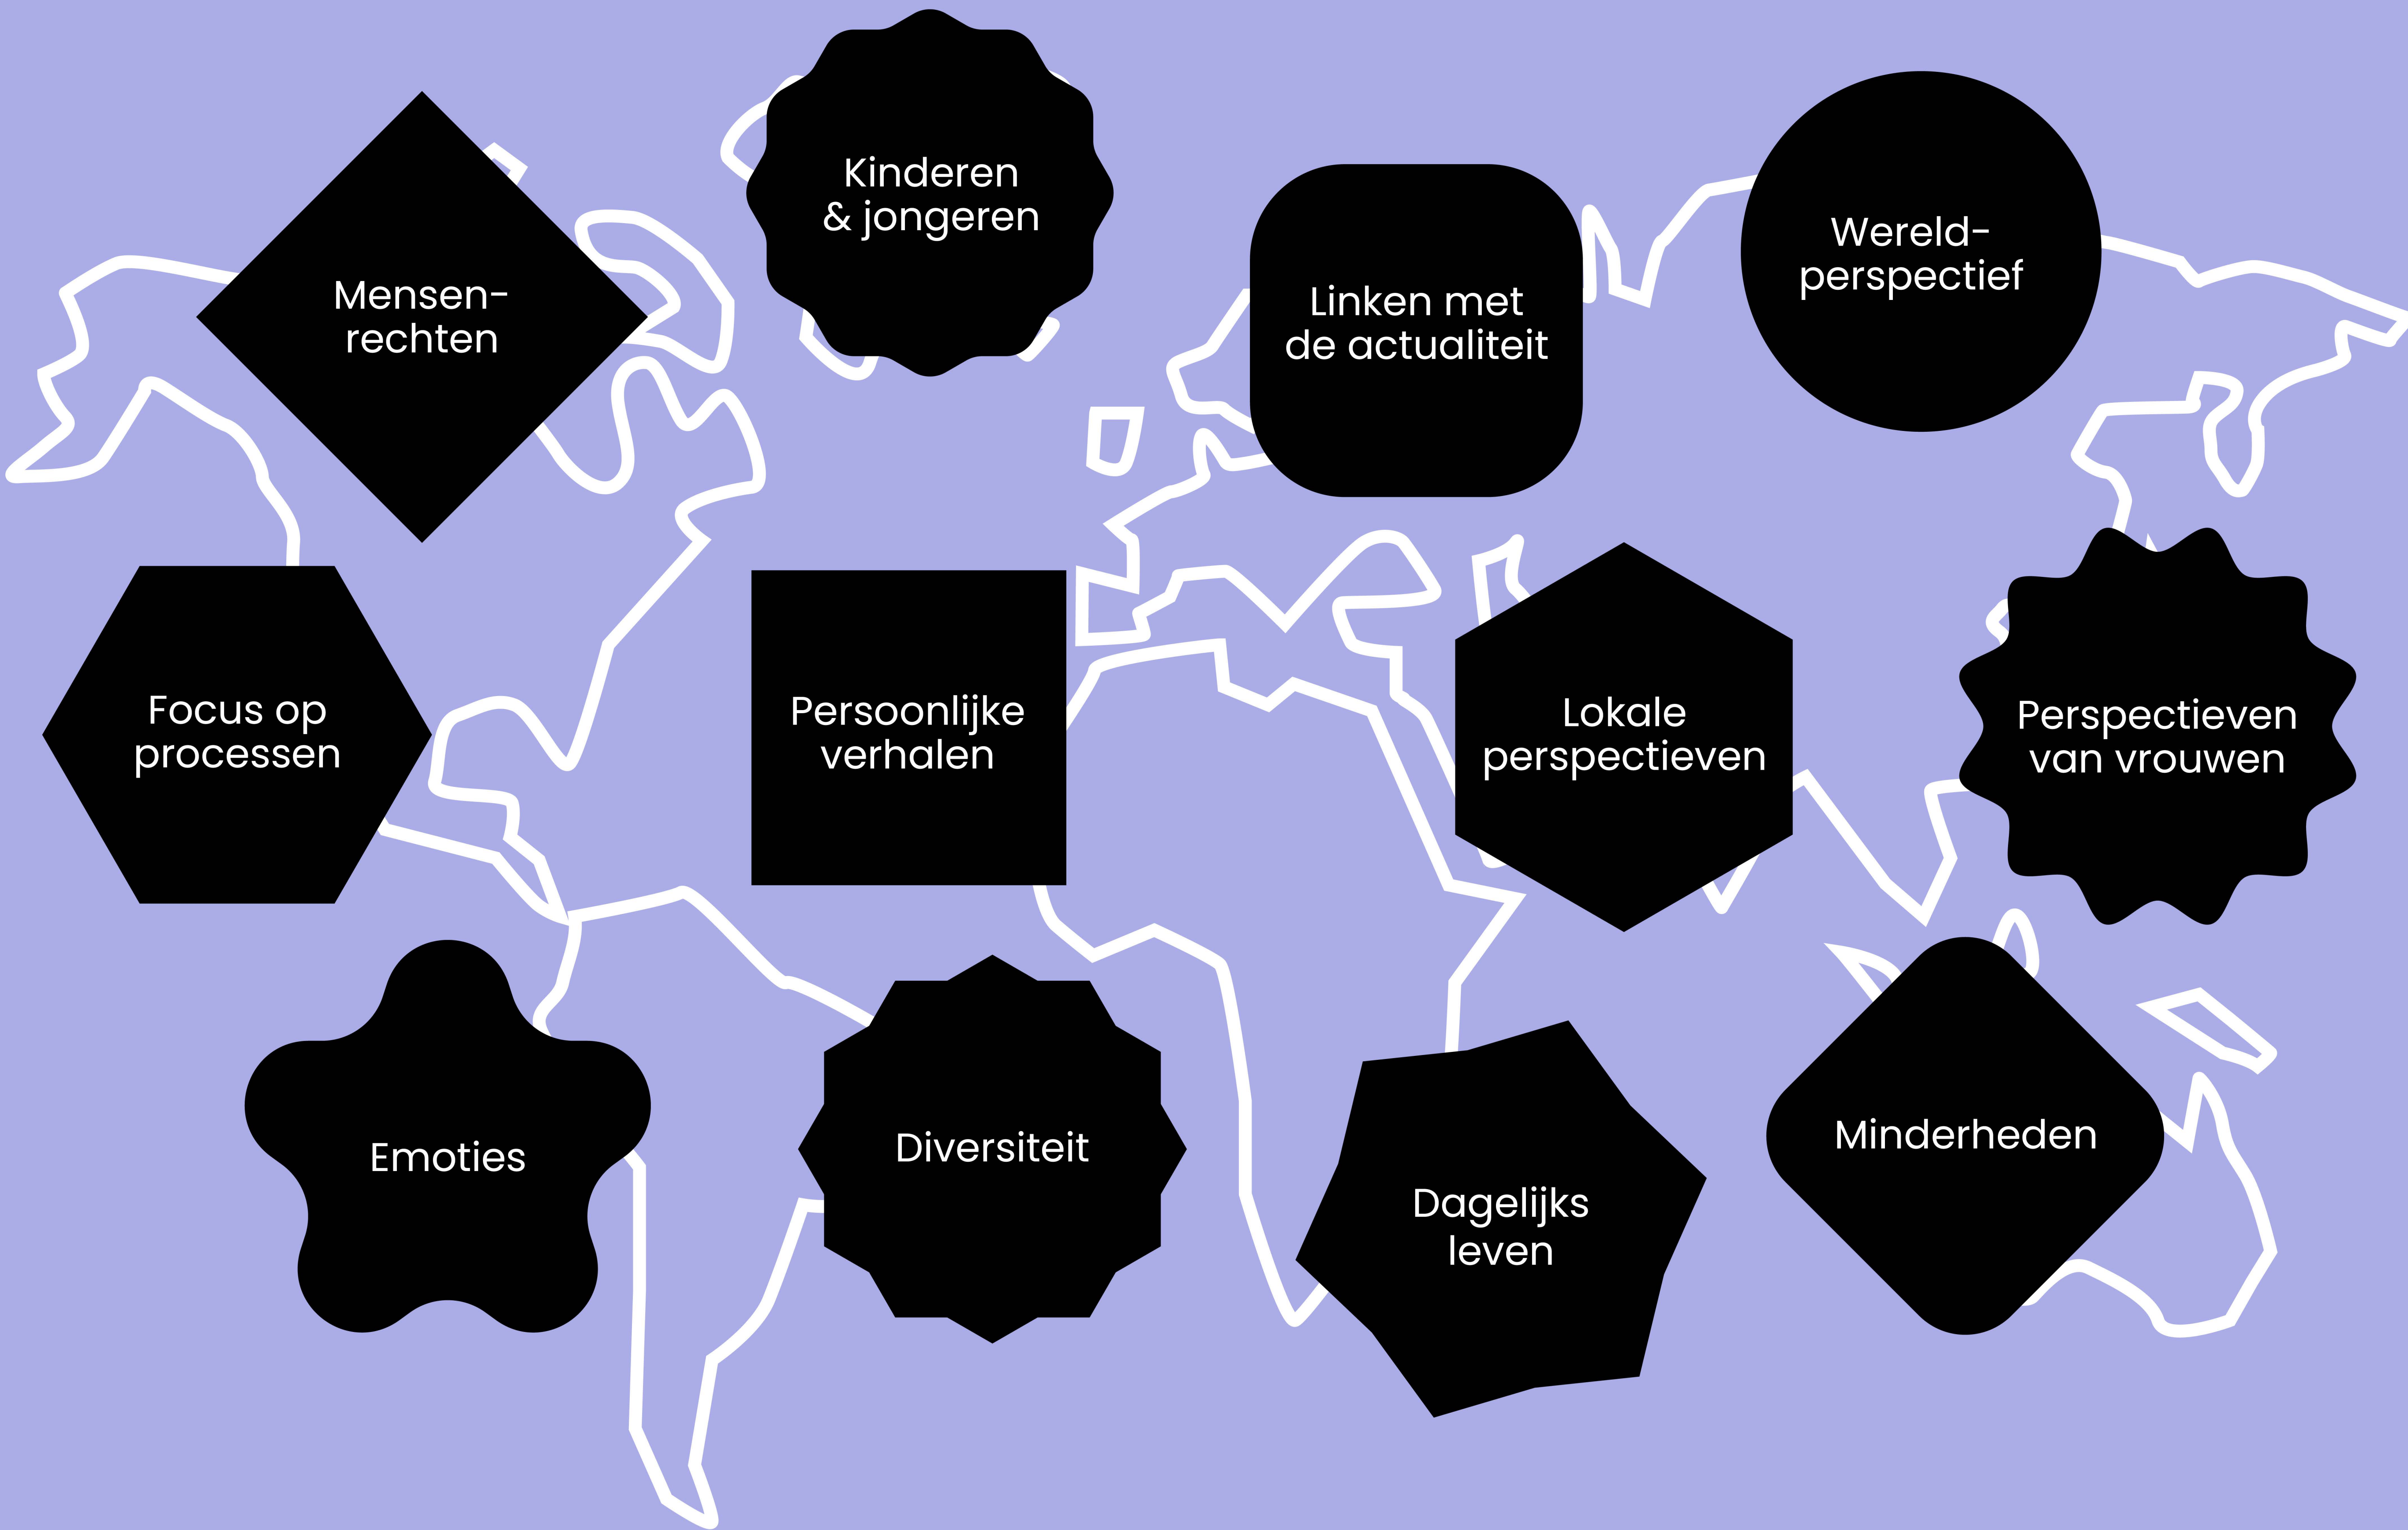 Kinderen
& jongeren
Mensen-
rechten
Linken met
de actualiteit
Wereld-
perspectief
Focus op
processen
Persoonlijke
verhalen
Lokale
perspectieven
Perspectieven
van vrouwen
Emoties
Diversiteit
Dagelijks
leven
Minderheden